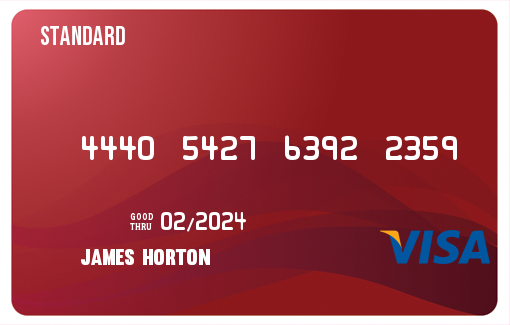 STANDARD
4440 5427 6392 2359
GOOD THRU 02/2024
JAMES HORTON
VISA